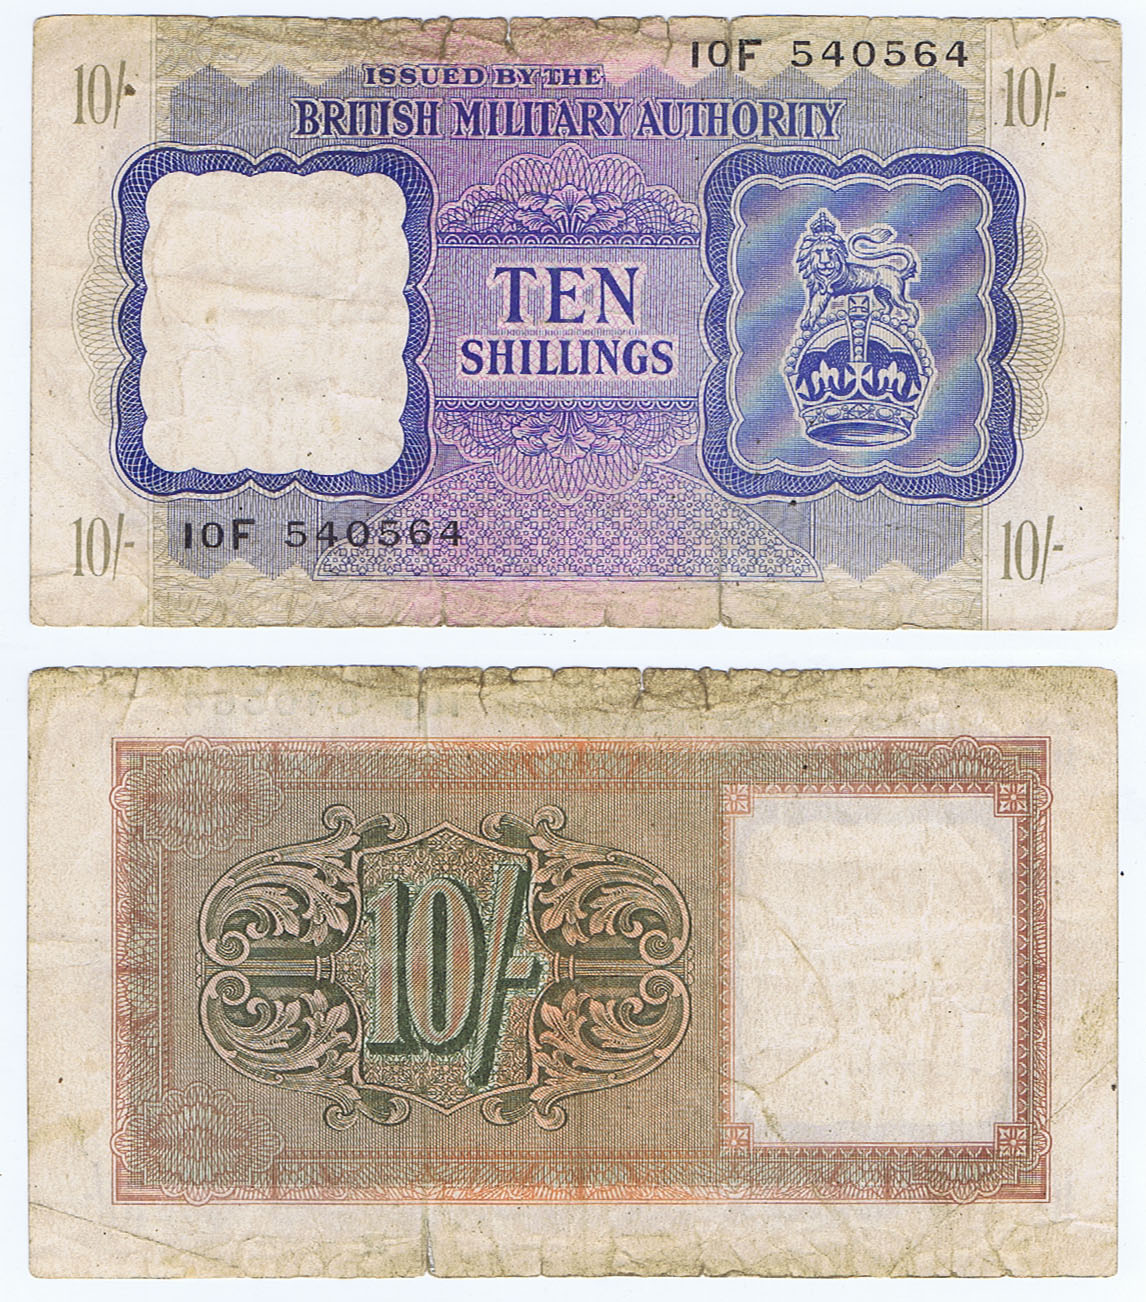 10F 540564
10/- 10/-
ISSUED BY THE
BRITISH MILITARY AUTHORITY
TEN
SHILLINGS
10F 540564
10/- 10/-
10/-